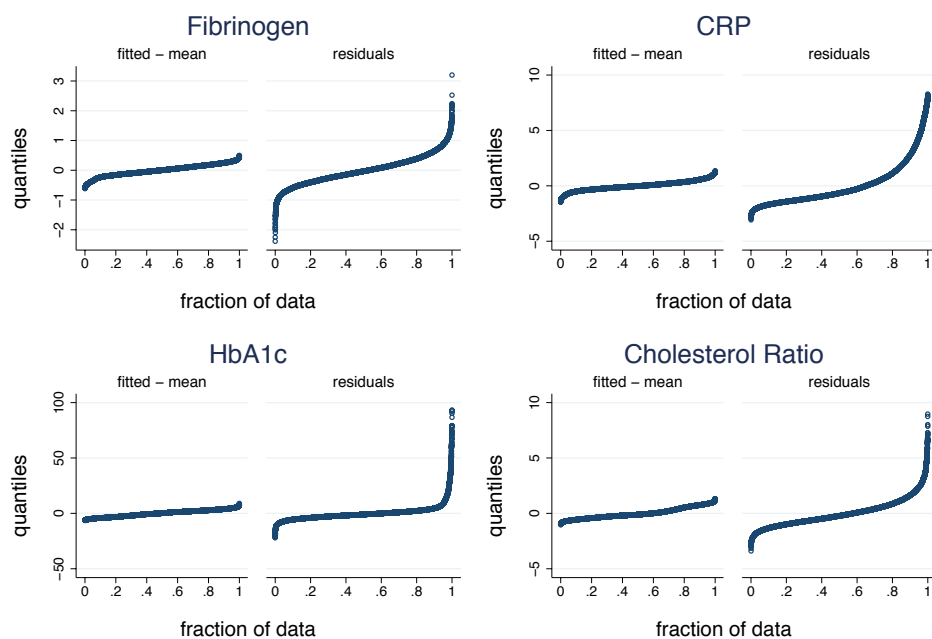 Fibrinogen
fitted − mean
residuals
quantiles
3
2
1
0
−1
−2
0 .2 .4 .6 .8 1
0 .2 .4 .6 .8 1
fraction of data
CRP
fitted − mean
residuals
quantiles
10
5
0
−5
0 .2 .4 .6 .8 1
0 .2 .4 .6 .8 1
fraction of data
HbA1c
fitted − mean
residuals
quantiles
100
50
0
−50
0 .2 .4 .6 .8 1
0 .2 .4 .6 .8 1
fraction of data
Cholesterol Ratio
fitted − mean
residuals
quantiles
10
5
0
−5
0 .2 .4 .6 .8 1
0 .2 .4 .6 .8 1
fraction of data